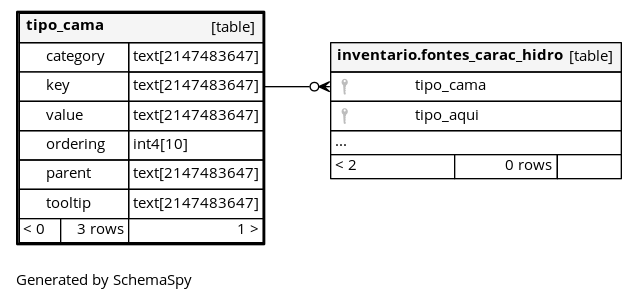 tipo_cama [table]
category text[2147483647]
key text[2147483647]
value text[2147483647]
ordering int4[10]
parent text[2147483647]
tooltip text[2147483647]
< 0 3 rows 1 >
inventario.fontes_carac_hidro [table]
tipo_cama
tipo_aqui
...
< 2 0 rows
Generated by SchemaSpy